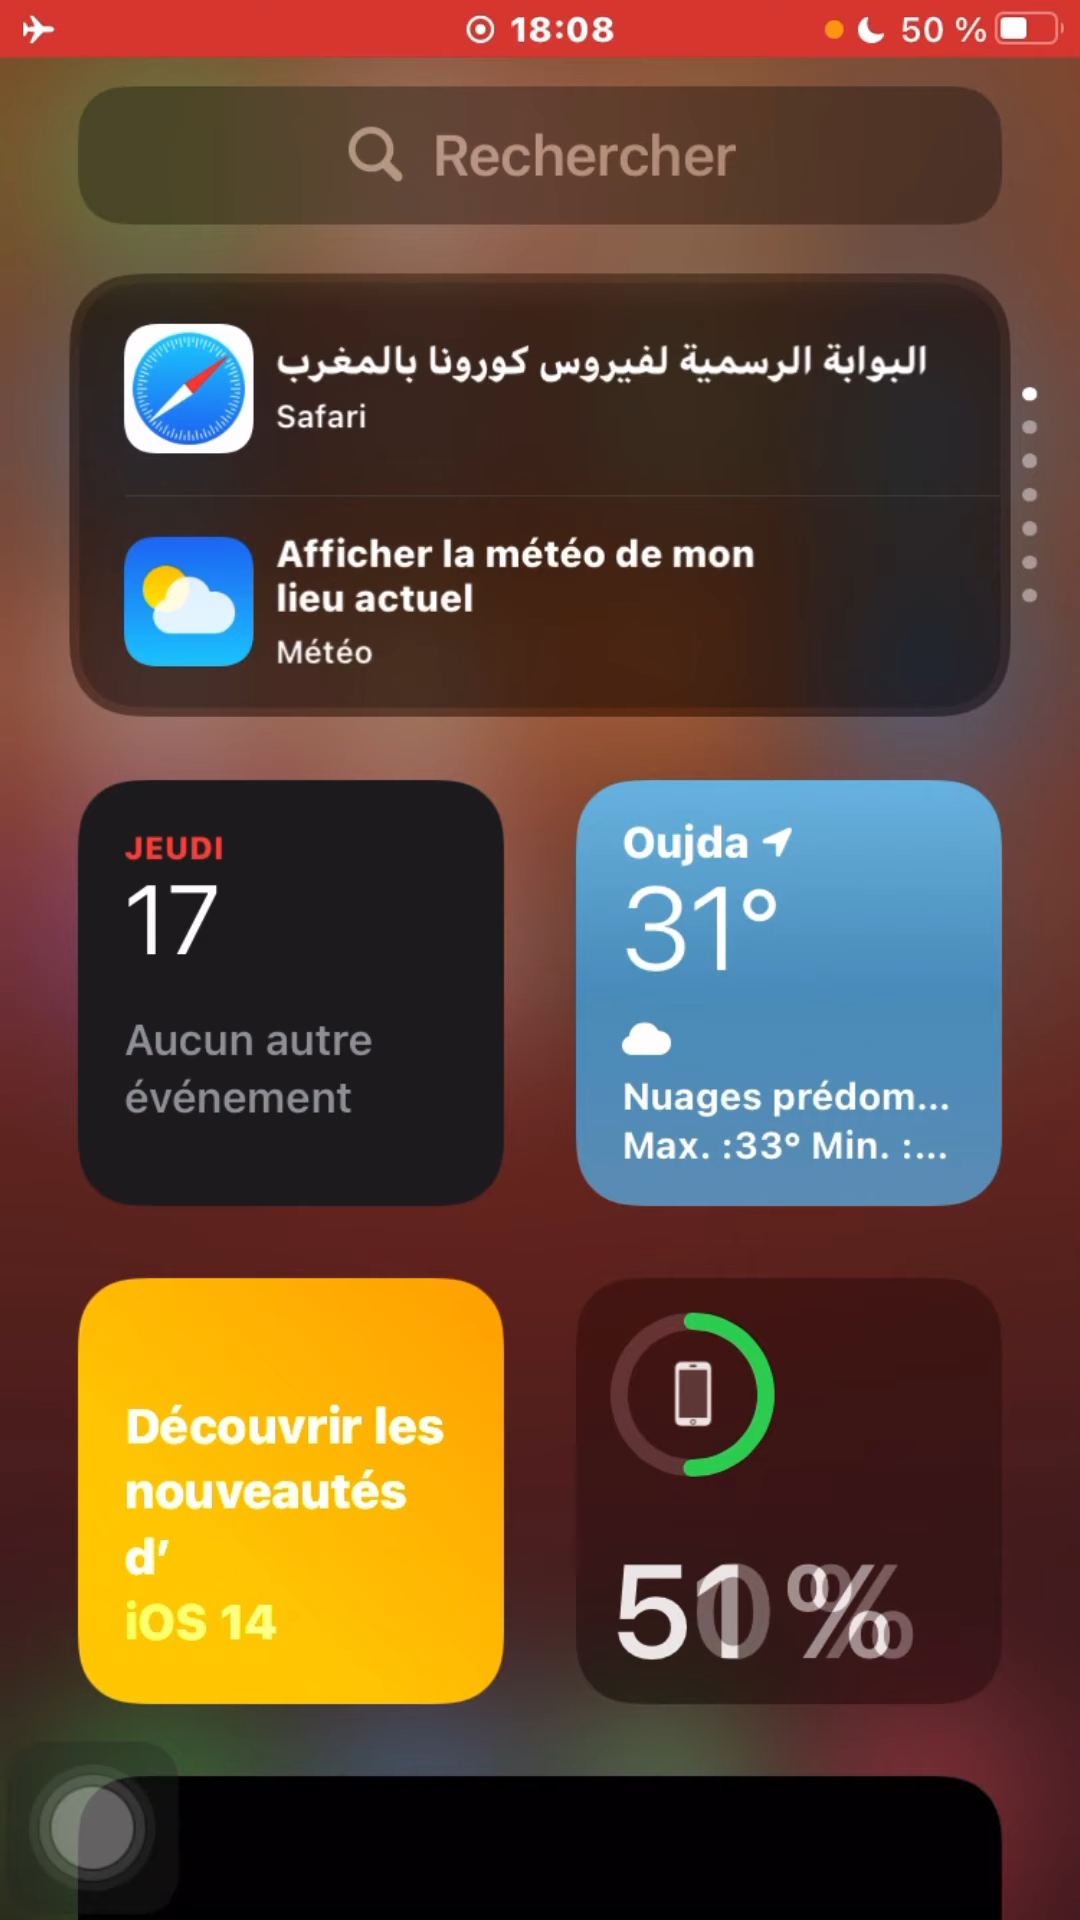 18:08
50 %
Rechercher
البوابة الرسمية لفيروس كورونا بالمغرب
Safari
Afficher la météo de mon
lieu actuel
Météo
JEUDI
17
Aucun autre
événement
Oujda
31°
Nuages prédom...
Max. :33° Min. :...
Découvrir les
nouveautés
d’
iOS 14